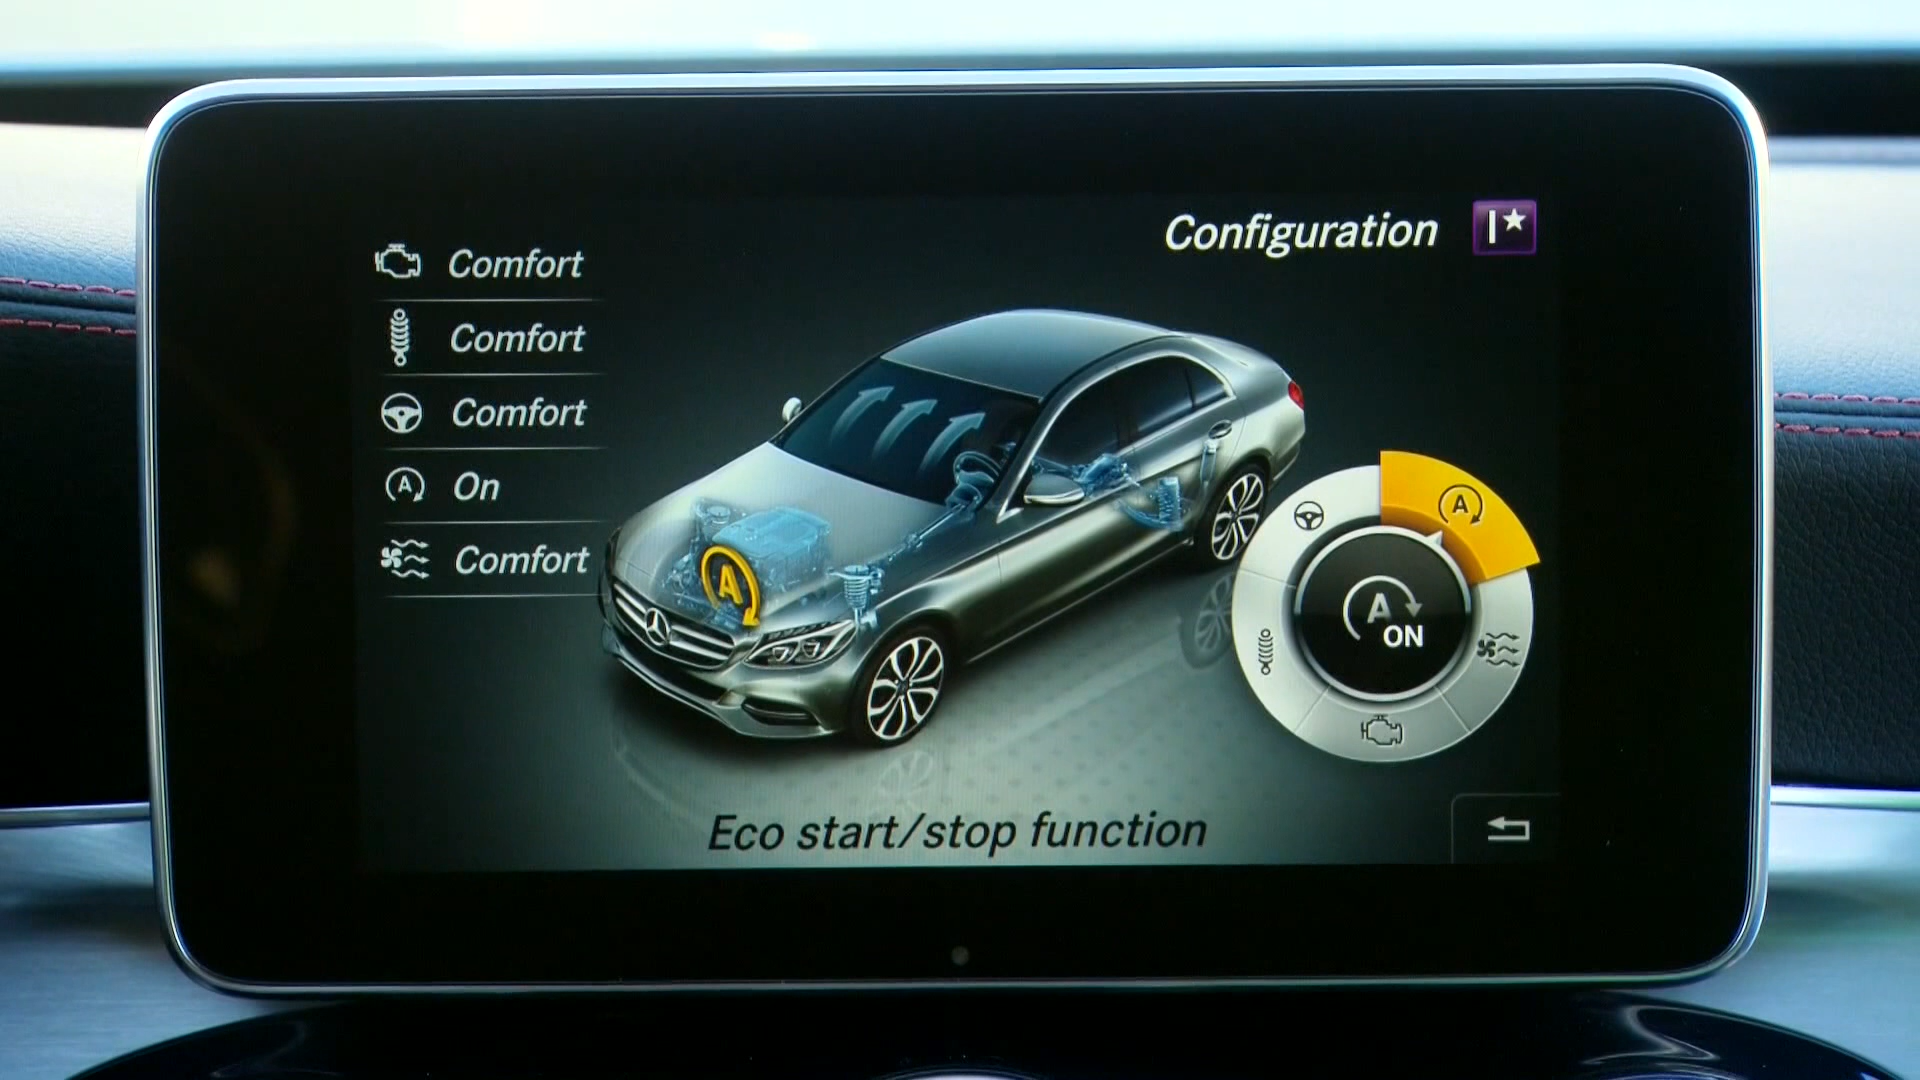 Configuration
I★
Comfort
Comfort
Comfort
A On
Comfort
A
A
A
ON
Eco start/stop function